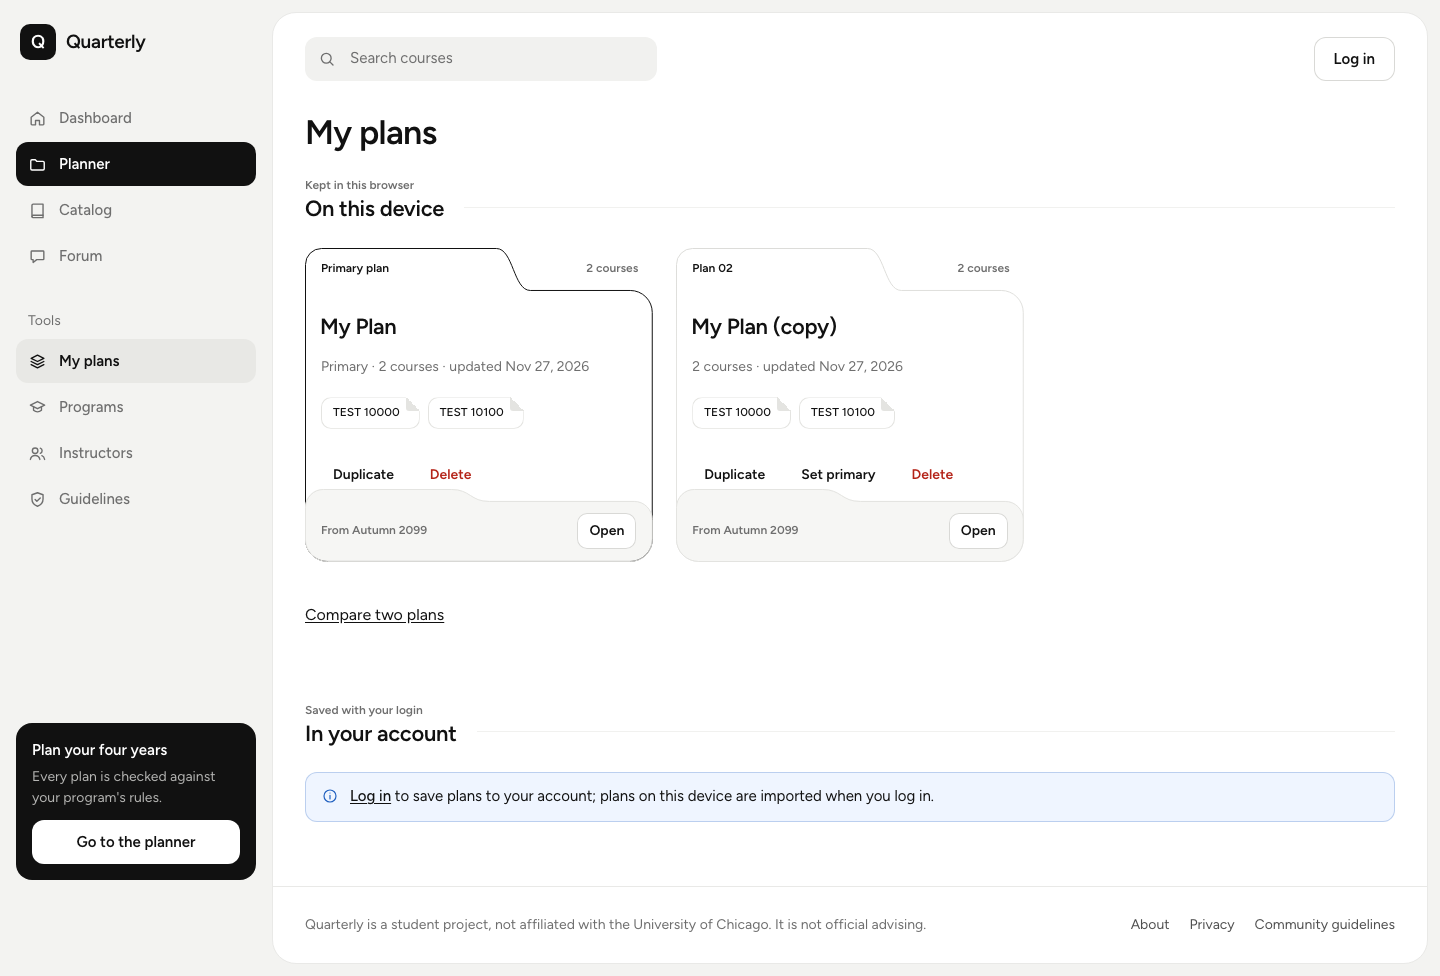 Q Quarterly
Dashboard
Planner
Catalog
Forum
Tools
My plans
Programs
Instructors
Guidelines
Plan your four years
Every plan is checked against
your program's rules.
Go to the planner
Search courses
Log in
My plans
Kept in this browser
On this device
Primary plan
2 courses
My Plan
Primary · 2 courses · updated Nov 27, 2026
TEST 10000
TEST 10100
Duplicate
Delete
From Autumn 2099
Open
Plan 02
2 courses
My Plan (copy)
2 courses · updated Nov 27, 2026
TEST 10000
TEST 10100
Duplicate
Set primary
Delete
From Autumn 2099
Open
Compare two plans
Saved with your login
In your account
Log in to save plans to your account; plans on this device are imported when you log in.
Quarterly is a student project, not affiliated with the University of Chicago. It is not official advising.
About
Privacy
Community guidelines